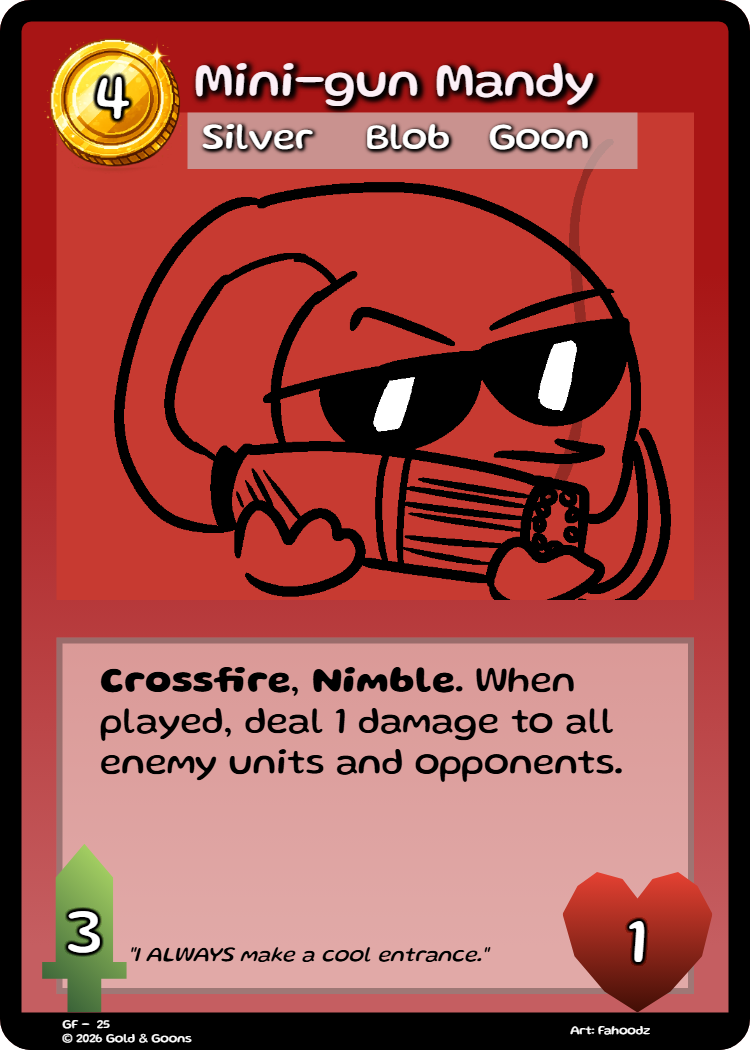 4
Mini-gun Mandy
Silver Blob Goon
Crossfire, Nimble. When
played, deal 1 damage to all
enemy units and opponents.
3
"I ALWAYS make a cool entrance."
1
GF - 25
© 2026 Gold & Goons
Art: Fahoodz